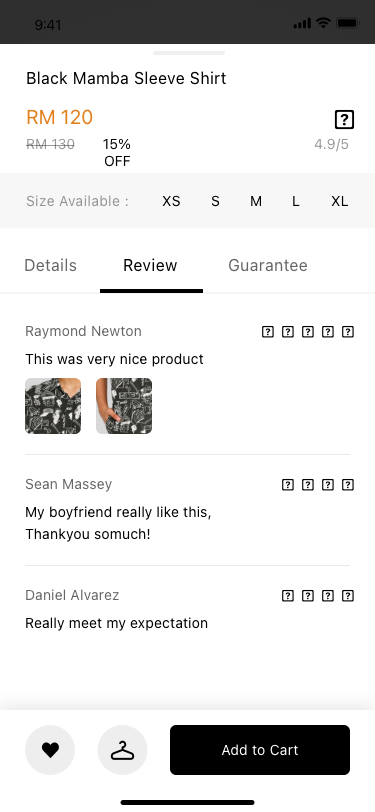 9:41
Black Mamba Sleeve Shirt
RM 120
RM 130
15%
OFF
4.9/5
Size Available :
XS
S
M
L
XL
Details
Review
Guarantee
Raymond Newton
This was very nice product
Sean Massey
My boyfriend really like this,
Thankyou somuch!
Daniel Alvarez
Really meet my expectation
Add to Cart